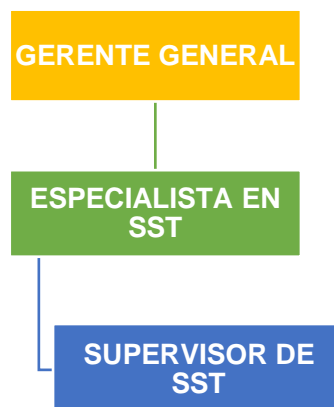 GERENTE GENERAL
ESPECIALISTA EN
SST
SUPERVISOR DE
SST